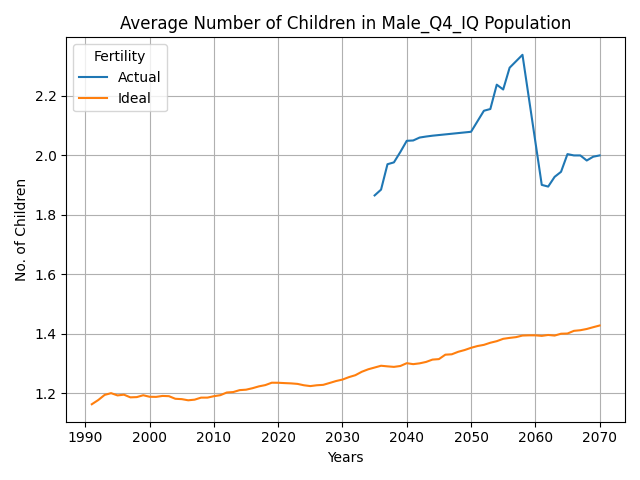 Average Number of Children in Male_Q4_IQ Population
Fertility
Actual
Ideal
No. of Children
2.2
2.0
1.8
1.6
1.4
1.2
1990 2000 2010 2020 2030 2040 2050 2060 2070
Years